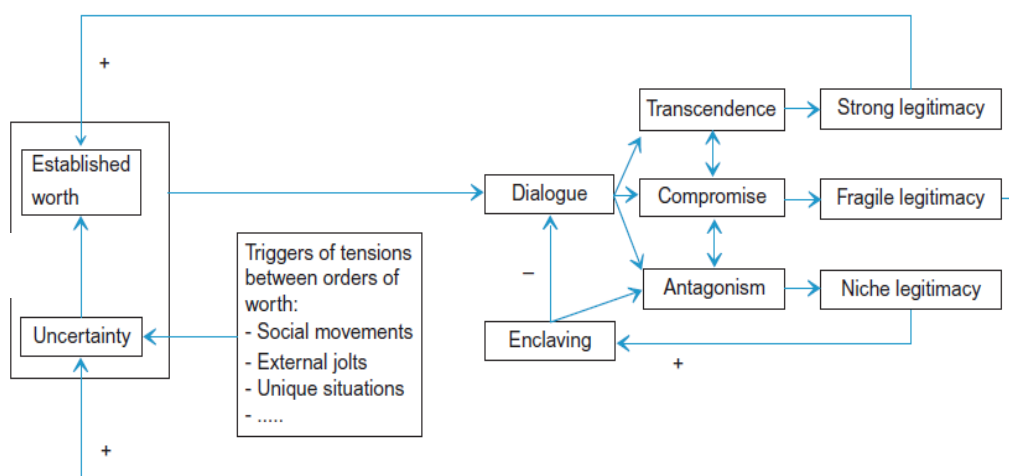 +
Transcendence
Strong legitimacy
Established
worth
Dialogue
Compromise
Fragile legitimacy
Triggers of tensions
between orders of
worth:
- Social movements
- External jolts
- Unique situations
- .....
–
Antagonism
Niche legitimacy
Uncertainty
Enclaving
+
+